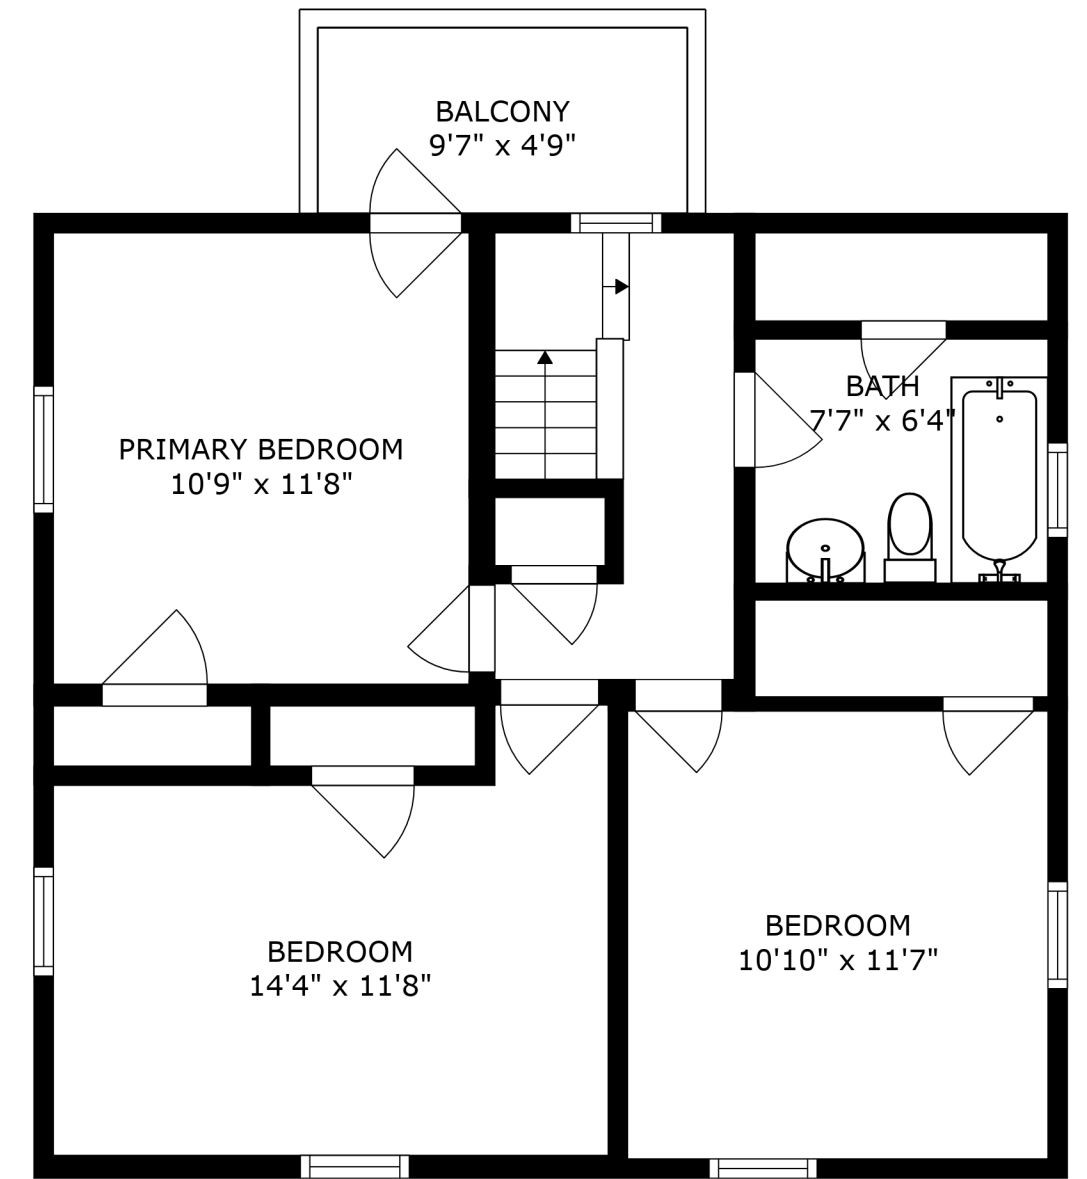 BALCONY
9'7" x 4'9"
PRIMARY BEDROOM
10'9" x 11'8"
BATH
7'7" x 6'4"
BEDROOM
14'4" x 11'8"
BEDROOM
10'10" x 11'7"